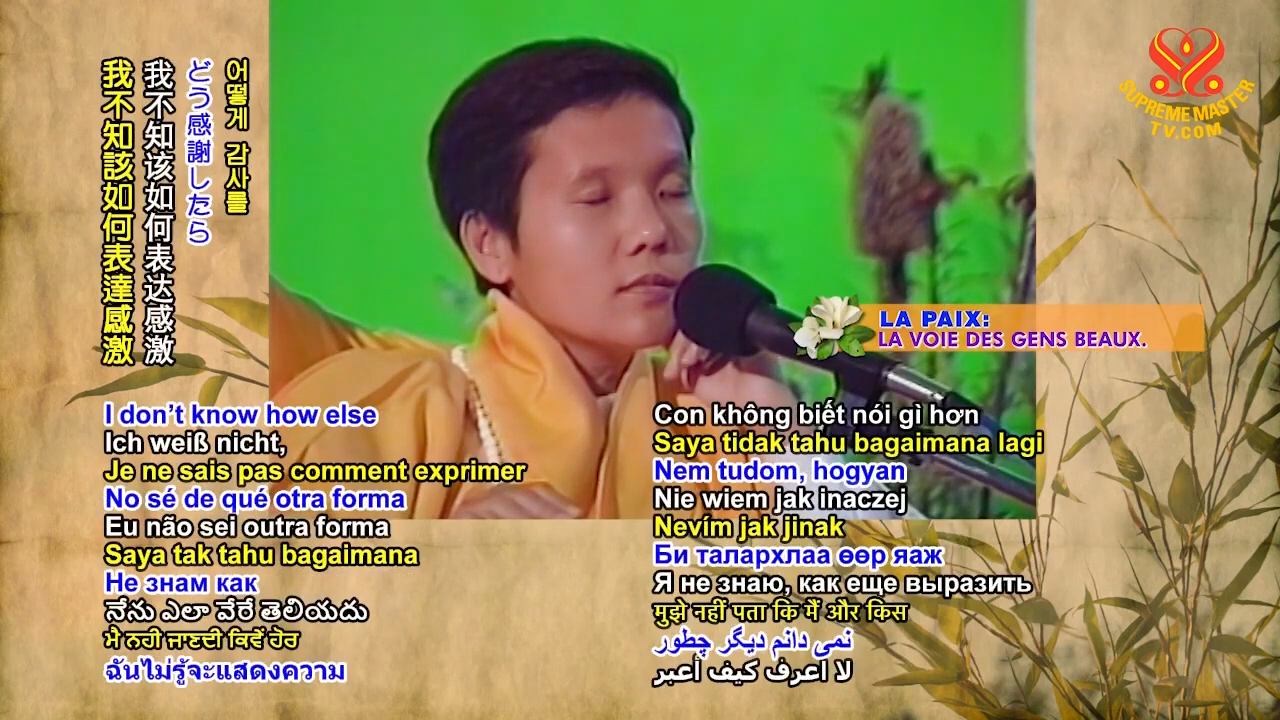 어떻게 감사를
どう感謝したら
我不知该如何表达感激
我不知該如何表達感激
SUPREME MASTER
TV.COM
LA PAIX:
LA VOIE DES GENS BEAUX.
I don't know how else
Ich weiß nicht,
Je ne sais pas comment exprimer
No sé de qué otra forma
Eu não sei outra forma
Saya tak tahu bagaimana
Не знам как
నేను ఎలా వేరే తెలియదు
ਮੈ ਨਹੀ ਜਾਣਦੀ ਕਿਵੇਂ ਹੋਰ
ฉันไม่รู้จะแสดงความ
Con không biết nói gì hơn
Saya tidak tahu bagaimana lagi
Nem tudom, hogyan
Nie wiem jak inaczej
Nevím jak jinak
Би талархлаа өөр яаж
Я не знаю, как еще выразить
मुझे नहीं पता कि मैं और किस
نمی دانم دیگر چطور
لا اعرف كيف أعبر